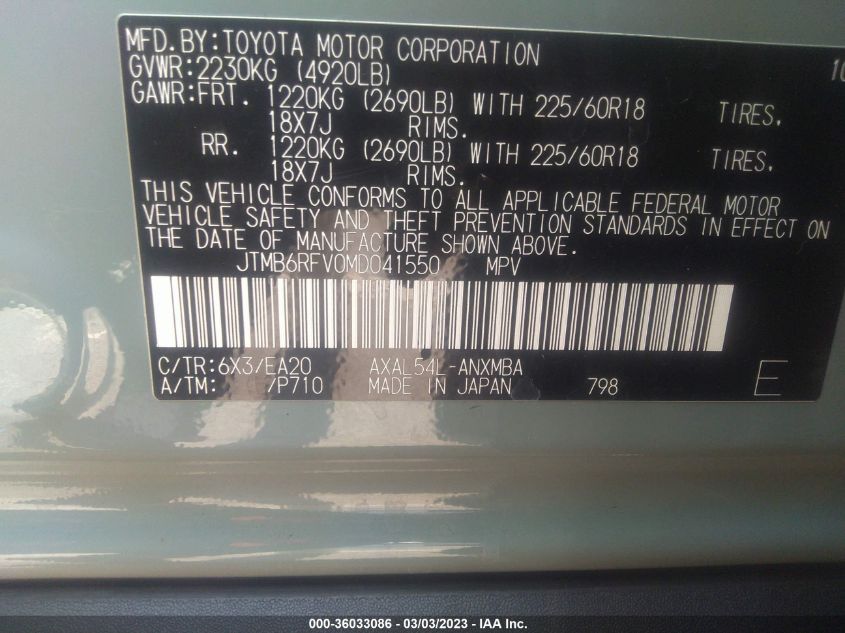 MFD.BY:TOYOTA MOTOR CORPORATION 10
GVWR:2230KG (4920LB)
GAWR:FRT. 1220KG (2690LB) WITH 225/60R18 TIRES.
18X7J RIMS.
RR. 1220KG (2690LB) WITH 225/60R18 TIRES.
18X7J RIMS.
THIS VEHICLE CONFORMS TO ALL APPLICABLE FEDERAL MOTOR
VEHICLE SAFETY AND THEFT PREVENTION STANDARDS IN EFFECT ON
THE DATE OF MANUFACTURE SHOWN ABOVE.
JTMB6RFV0MD041550 MPV
C/TR:6X3/EA20 AXAL54L-ANXMBA
A/TM: /P710 MADE IN JAPAN 798 E
000-36033086 - 03/03/2023 - IAA Inc.